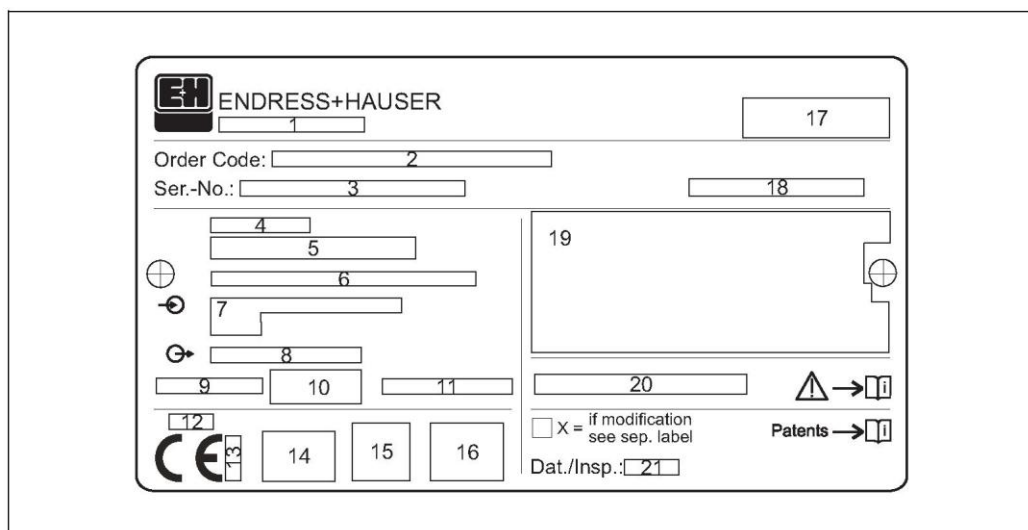 E+H ENDRESS+HAUSER
1
17
Order Code: 2
Ser.-No.: 3
18
4
5
6
7
8
9 10 11
19
20
i
12
CE 13
14 15 16
X = if modification
see sep. label
Patents i
Dat./Insp.: 21